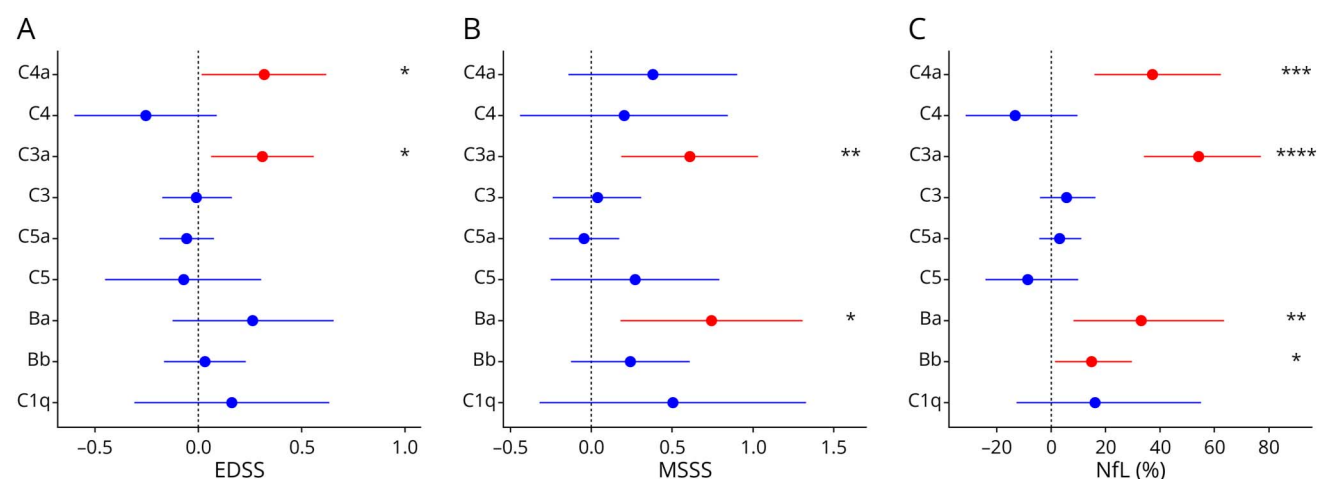 A
C4a
*
C4
C3a
*
C3
C5a
C5
Ba
Bb
C1q
−0.5 0.0 0.5 1.0
EDSS
B
C4a
C4
C3a
**
C3
C5a
C5
Ba
*
Bb
C1q
−0.5 0.0 0.5 1.0 1.5
MSSS
C
C4a
***
C4
C3a
****
C3
C5a
C5
Ba
**
Bb
*
C1q
−20 0 20 40 60 80
NfL (%)